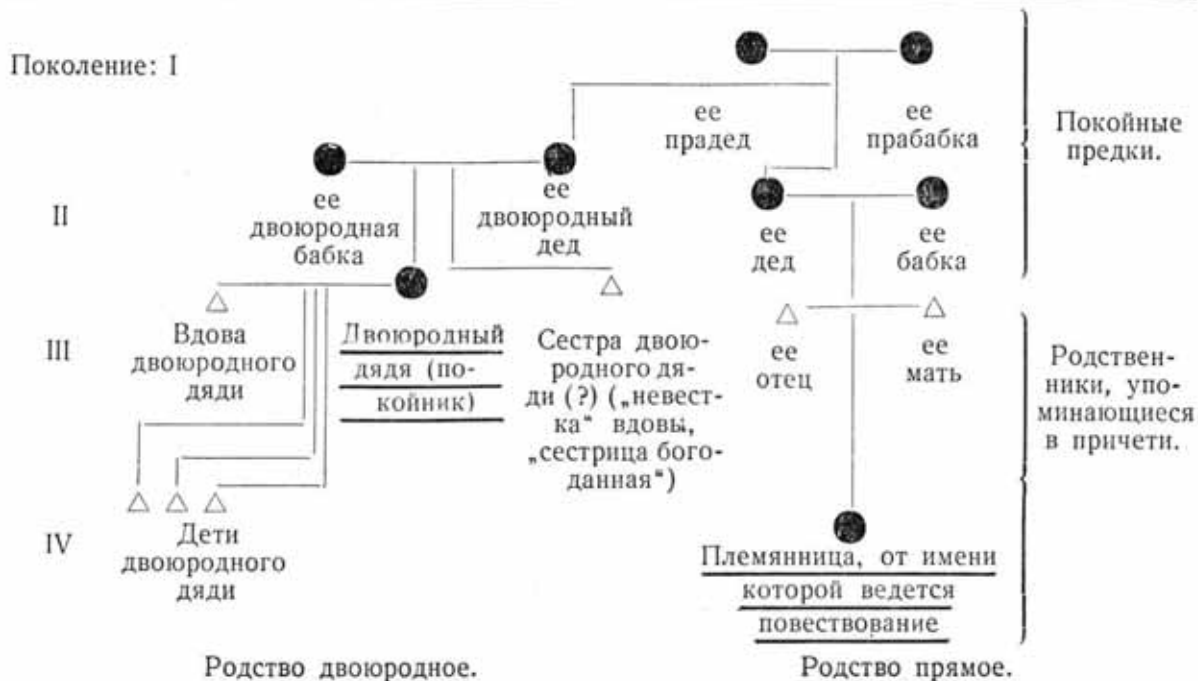 Поколение: I
ее
прадед
ее
прабабка
Покойные
предки.
II
ее
двоюродная
бабка
ее
двоюродный
дед
ее
дед
ее
бабка
III
Вдова
двоюродного
дяди
Двоюродный
дядя (по-
койник)
Сестра двою-
родного дя-
ди (?) („невест-
ка“ вдовы,
„сестрица бого-
данная“)
ее
отец
ее
мать
Родствен-
ники, упо-
минающиеся
в причети.
IV
Дети
двоюродного
дяди
Племянница, от имени
которой ведется
повествование
Родство двоюродное.
Родство прямое.